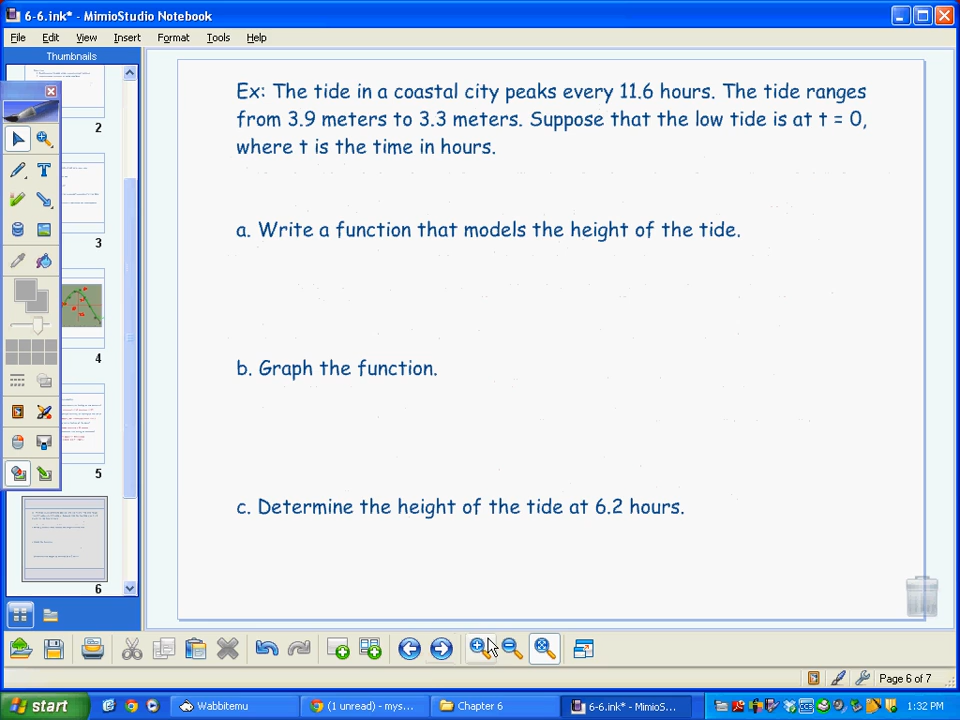 6-6.ink* - MimioStudio Notebook
File Edit View Insert Format Tools Help
Thumbnails
2
3
4
5
6
Ex: The tide in a coastal city peaks every 11.6 hours. The tide ranges
from 3.9 meters to 3.3 meters. Suppose that the low tide is at t = 0,
where t is the time in hours.
a. Write a function that models the height of the tide.
b. Graph the function.
c. Determine the height of the tide at 6.2 hours.
Page 6 of 7
start
Wabbitemu
(1 unread) - mys...
Chapter 6
6-6.ink* - MimioS...
1:32 PM